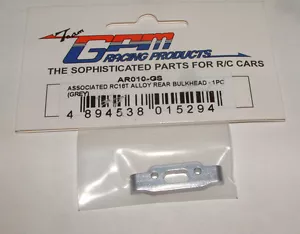 Team
GPM
RACING PRODUCTS
THE SOPHISTICATED PARTS FOR R/C CARS
AR010-GS
ASSOCIATED RC18T ALLOY REAR BULKHEAD - 1PC
(GREY)
4 894538 015294